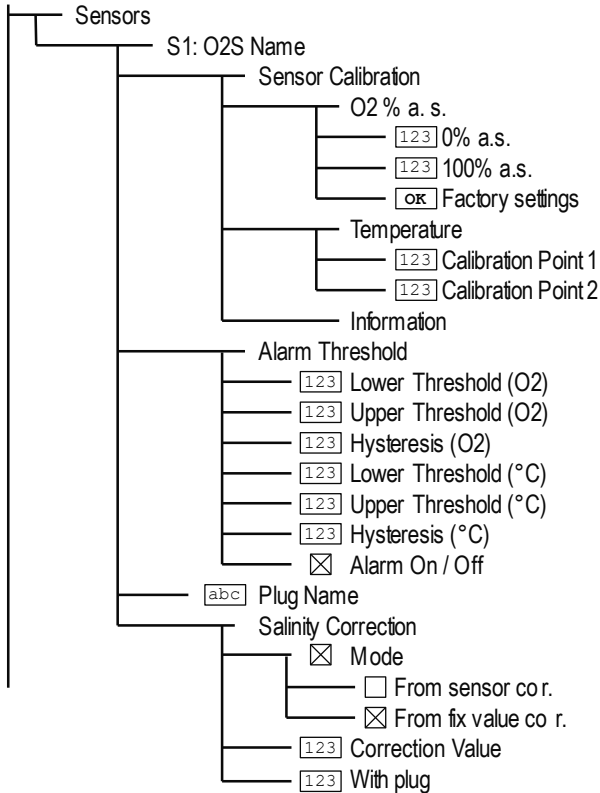 Sensors
S1: O2S Name
Sensor Calibration
O2 % a. s.
123 0% a.s.
123 100% a.s.
OK Factory settings
Temperature
123 Calibration Point 1
123 Calibration Point 2
Information
Alarm Threshold
123 Lower Threshold (O2)
123 Upper Threshold (O2)
123 Hysteresis (O2)
123 Lower Threshold (°C)
123 Upper Threshold (°C)
123 Hysteresis (°C)
Alarm On / Off
abc Plug Name
Salinity Correction
Mode
From sensor co r.
From fix value co r.
123 Correction Value
123 With plug